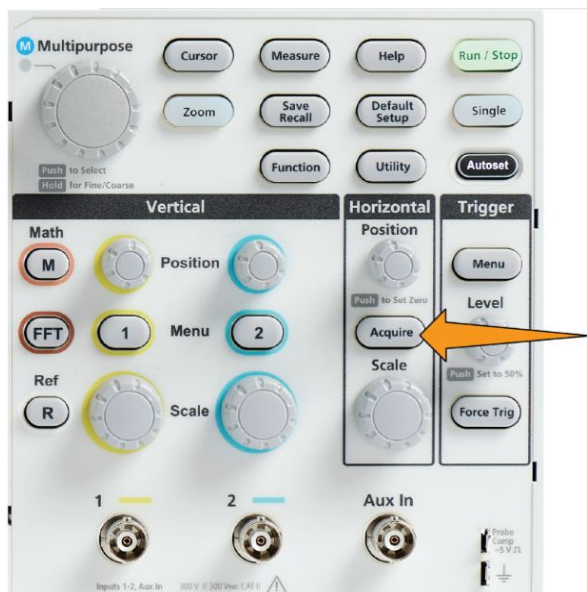 M Multipurpose
Cursor
Measure
Help
Run / Stop
Zoom
Save
Recall
Default
Setup
Single
Push to Select
Hold for Fine/Coarse
Function
Utility
Autoset
Vertical
Horizontal
Trigger
Math
M
Position
Position
Push to Set Zero
Menu
FFT
1
Menu
2
Acquire
Level
Push Set to 50%
Ref
R
Scale
Scale
Force Trig
1
2
Aux In
Probe
Comp
≈5 V
Inputs 1-2, Aux In
300 V
CAT II